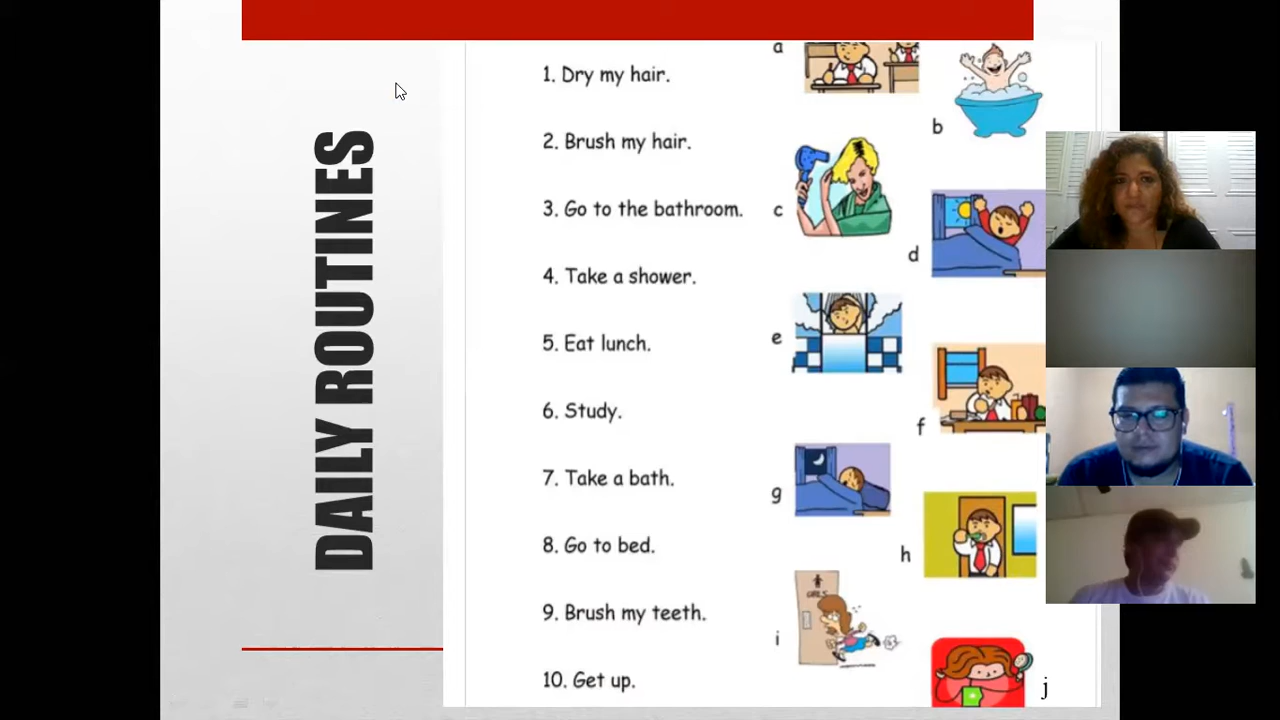 DAILY ROUTINES
1. Dry my hair.
2. Brush my hair.
3. Go to the bathroom.
4. Take a shower.
5. Eat lunch.
6. Study.
7. Take a bath.
8. Go to bed.
9. Brush my teeth.
10. Get up.
a
b
c
d
e
f
g
h
i
GIRLS
j